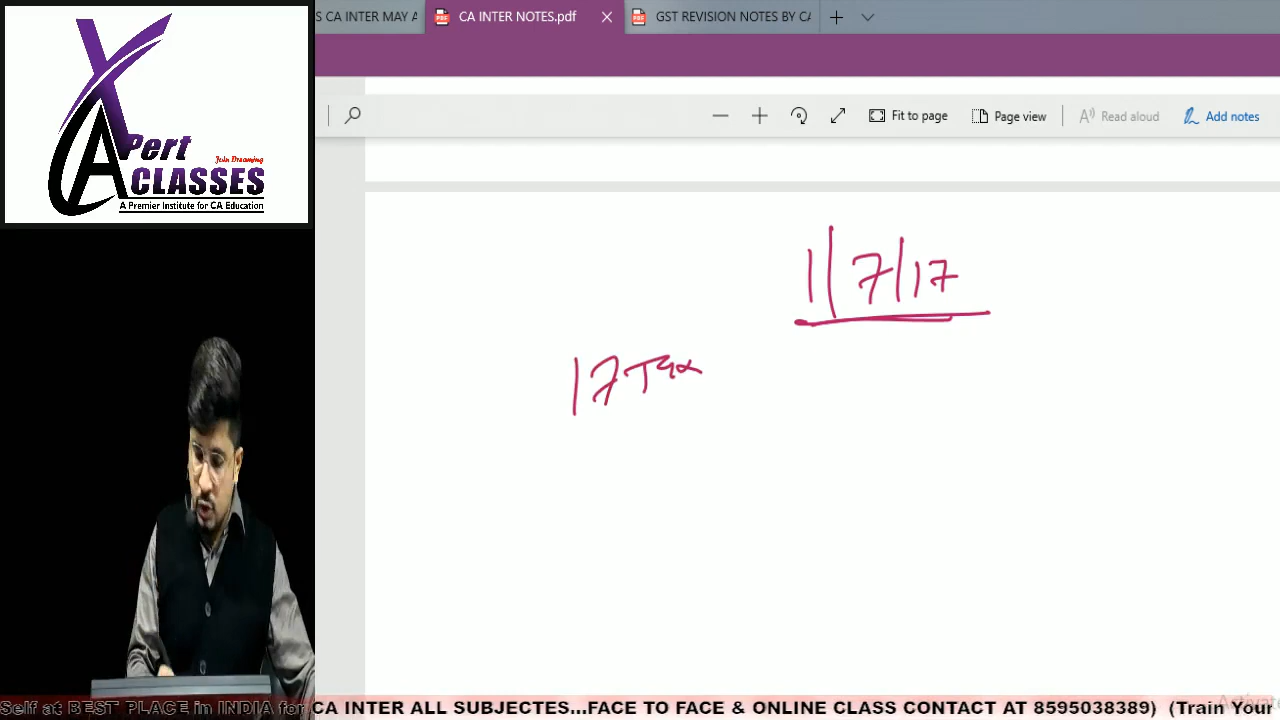 S CA INTER MAY A
CA INTER NOTES.pdf
GST REVISION NOTES BY CA
Fit to page
Page view
Read aloud
Add notes
XPert
Join Dreaming
CLASSES
A Premier Institute for CA Education
1/7/17
17 Tax
Self at BEST PLACE in INDIA for CA INTER ALL SUBJECTES...FACE TO FACE & ONLINE CLASS CONTACT AT 8595038389) (Train Your